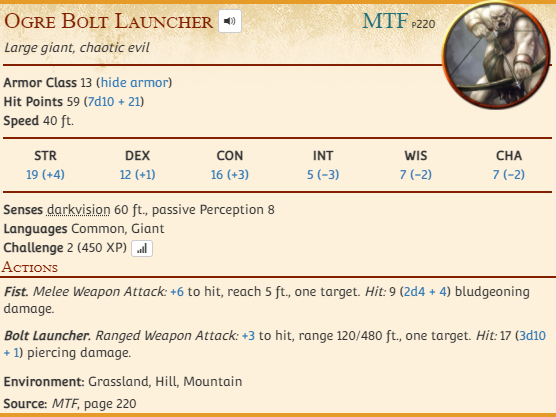 Ogre Bolt Launcher MTF p220
Large giant, chaotic evil
Armor Class 13 (hide armor)
Hit Points 59 (7d10 + 21)
Speed 40 ft.
STR DEX CON INT WIS CHA
19 (+4) 12 (+1) 16 (+3) 5 (−3) 7 (−2) 7 (−2)
Senses darkvision 60 ft., passive Perception 8
Languages Common, Giant
Challenge 2 (450 XP)
Actions
Fist. Melee Weapon Attack: +6 to hit, reach 5 ft., one target. Hit: 9 (2d4 + 4) bludgeoning
damage.
Bolt Launcher. Ranged Weapon Attack: +3 to hit, range 120/480 ft., one target. Hit: 17 (3d10
+ 1) piercing damage.
Environment: Grassland, Hill, Mountain
Source: MTF, page 220